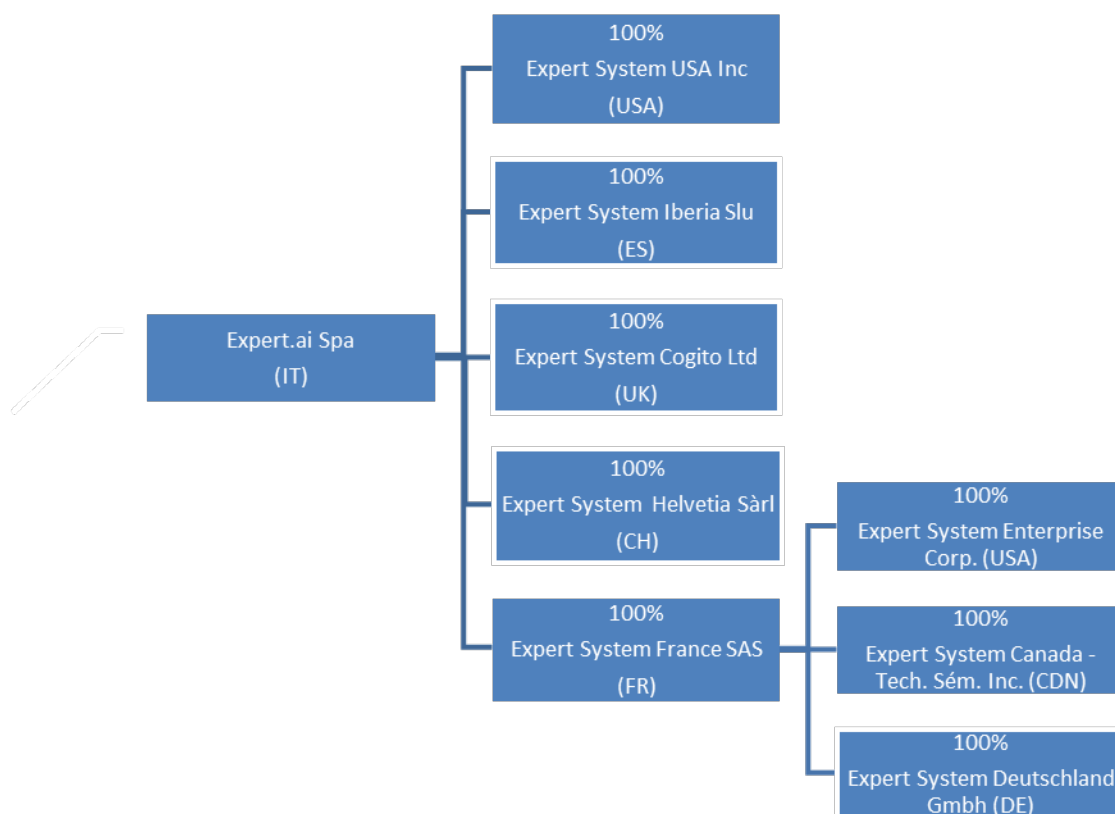 100%
Expert System USA Inc
(USA)
100%
Expert System Iberia Slu
(ES)
Expert.ai Spa
(IT)
100%
Expert System Cogito Ltd
(UK)
100%
Expert System Helvetia Sàrl
(CH)
100%
Expert System France SAS
(FR)
100%
Expert System Enterprise
Corp. (USA)
100%
Expert System Canada -
Tech. Sém. Inc. (CDN)
100%
Expert System Deutschland
Gmbh (DE)